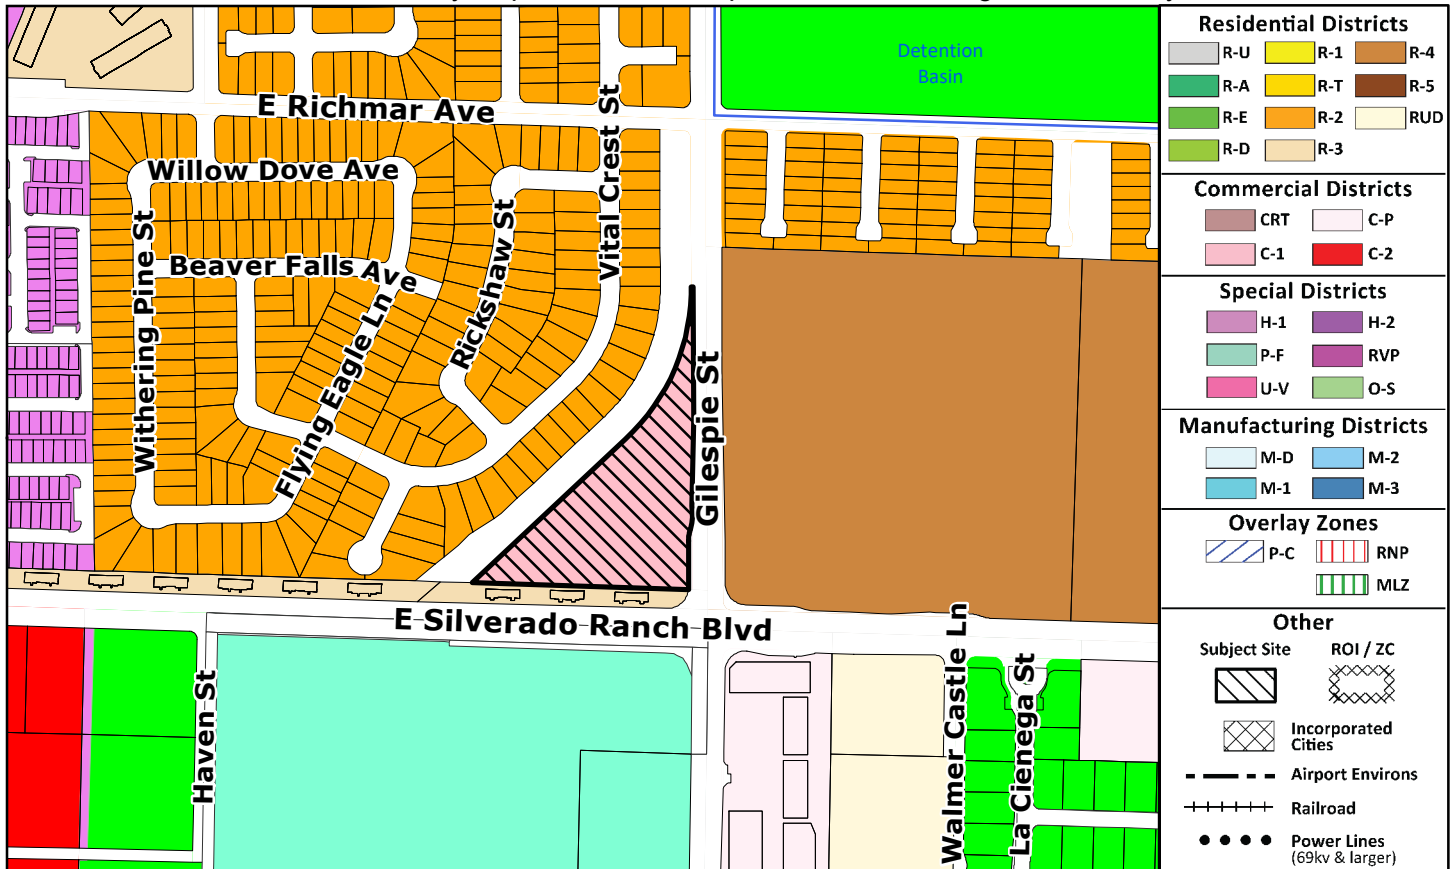 Detention
Basin
E Richmar Ave
Willow Dove Ave
Vital Crest St
Withering Pine St
Rickshaw St
Beaver Falls Ave
Flying Eagle Ln
Gilespie St
E Silverado Ranch Blvd
Haven St
Walmer Castle Ln
La Cienega St
Residential Districts
R-U R-1 R-4
R-A R-T R-5
R-E R-2 RUD
R-D R-3
Commercial Districts
CRT C-P
C-1 C-2
Special Districts
H-1 H-2
P-F RVP
U-V O-S
Manufacturing Districts
M-D M-2
M-1 M-3
Overlay Zones
P-C RNP
MLZ
Other
Subject Site ROI / ZC
Incorporated
Cities
Airport Environs
Railroad
Power Lines
(69kv & larger)